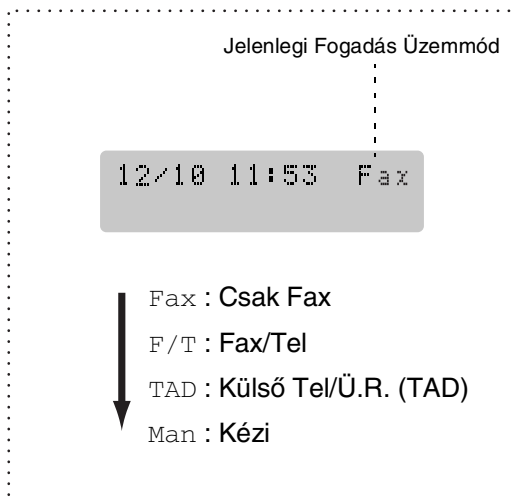 Jelenlegi Fogadás Üzemmód
12/10 11:53 Fax
Fax : Csak Fax
F/T : Fax/Tel
TAD : Külső Tel/Ü.R. (TAD)
Man : Kézi